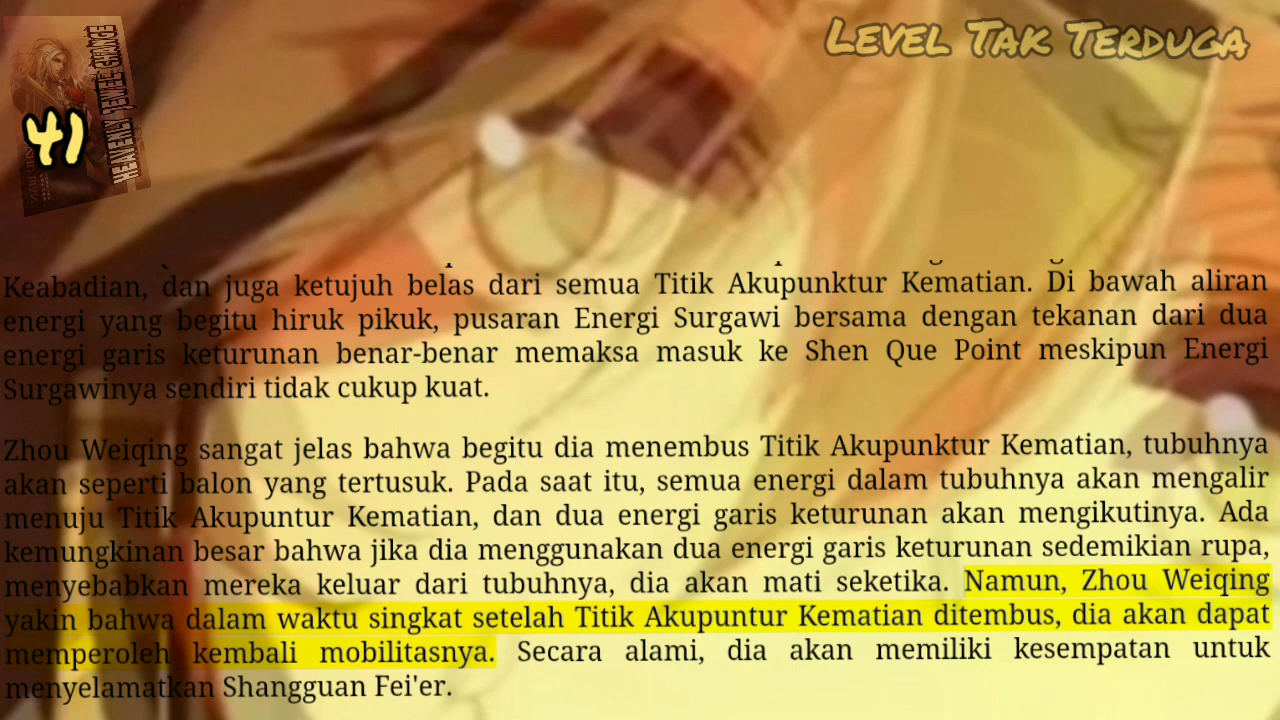 LEVEL TAK TERDUGA
HEAVENLY JEWEL CHANGE
41
Keabadian, dan juga ketujuh belas dari semua Titik Akupunktur Kematian. Di bawah aliran
energi yang begitu hiruk pikuk, pusaran Energi Surgawi bersama dengan tekanan dari dua
energi garis keturunan benar-benar memaksa masuk ke Shen Que Point meskipun Energi
Surgawinya sendiri tidak cukup kuat.
Zhou Weiqing sangat jelas bahwa begitu dia menembus Titik Akupunktur Kematian, tubuhnya
akan seperti balon yang tertusuk. Pada saat itu, semua energi dalam tubuhnya akan mengalir
menuju Titik Akupuntur Kematian, dan dua energi garis keturunan akan mengikutinya. Ada
kemungkinan besar bahwa jika dia menggunakan dua energi garis keturunan sedemikian rupa,
menyebabkan mereka keluar dari tubuhnya, dia akan mati seketika. Namun, Zhou Weiqing
yakin bahwa dalam waktu singkat setelah Titik Akupuntur Kematian ditembus, dia akan dapat
memperoleh kembali mobilitasnya. Secara alami, dia akan memiliki kesempatan untuk
menyelamatkan Shangguan Fei'er.